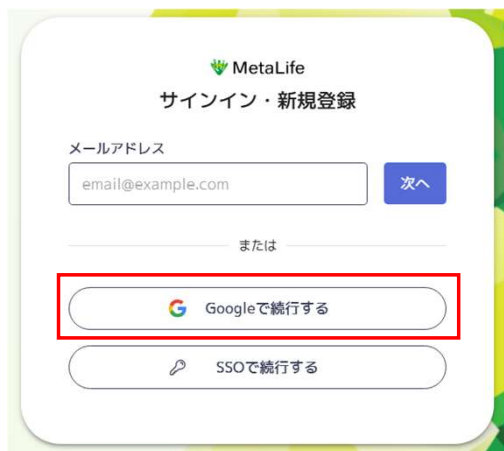 MetaLife
サインイン・新規登録
メールアドレス
email@example.com
次へ
または
Googleで続行する
SSOで続行する